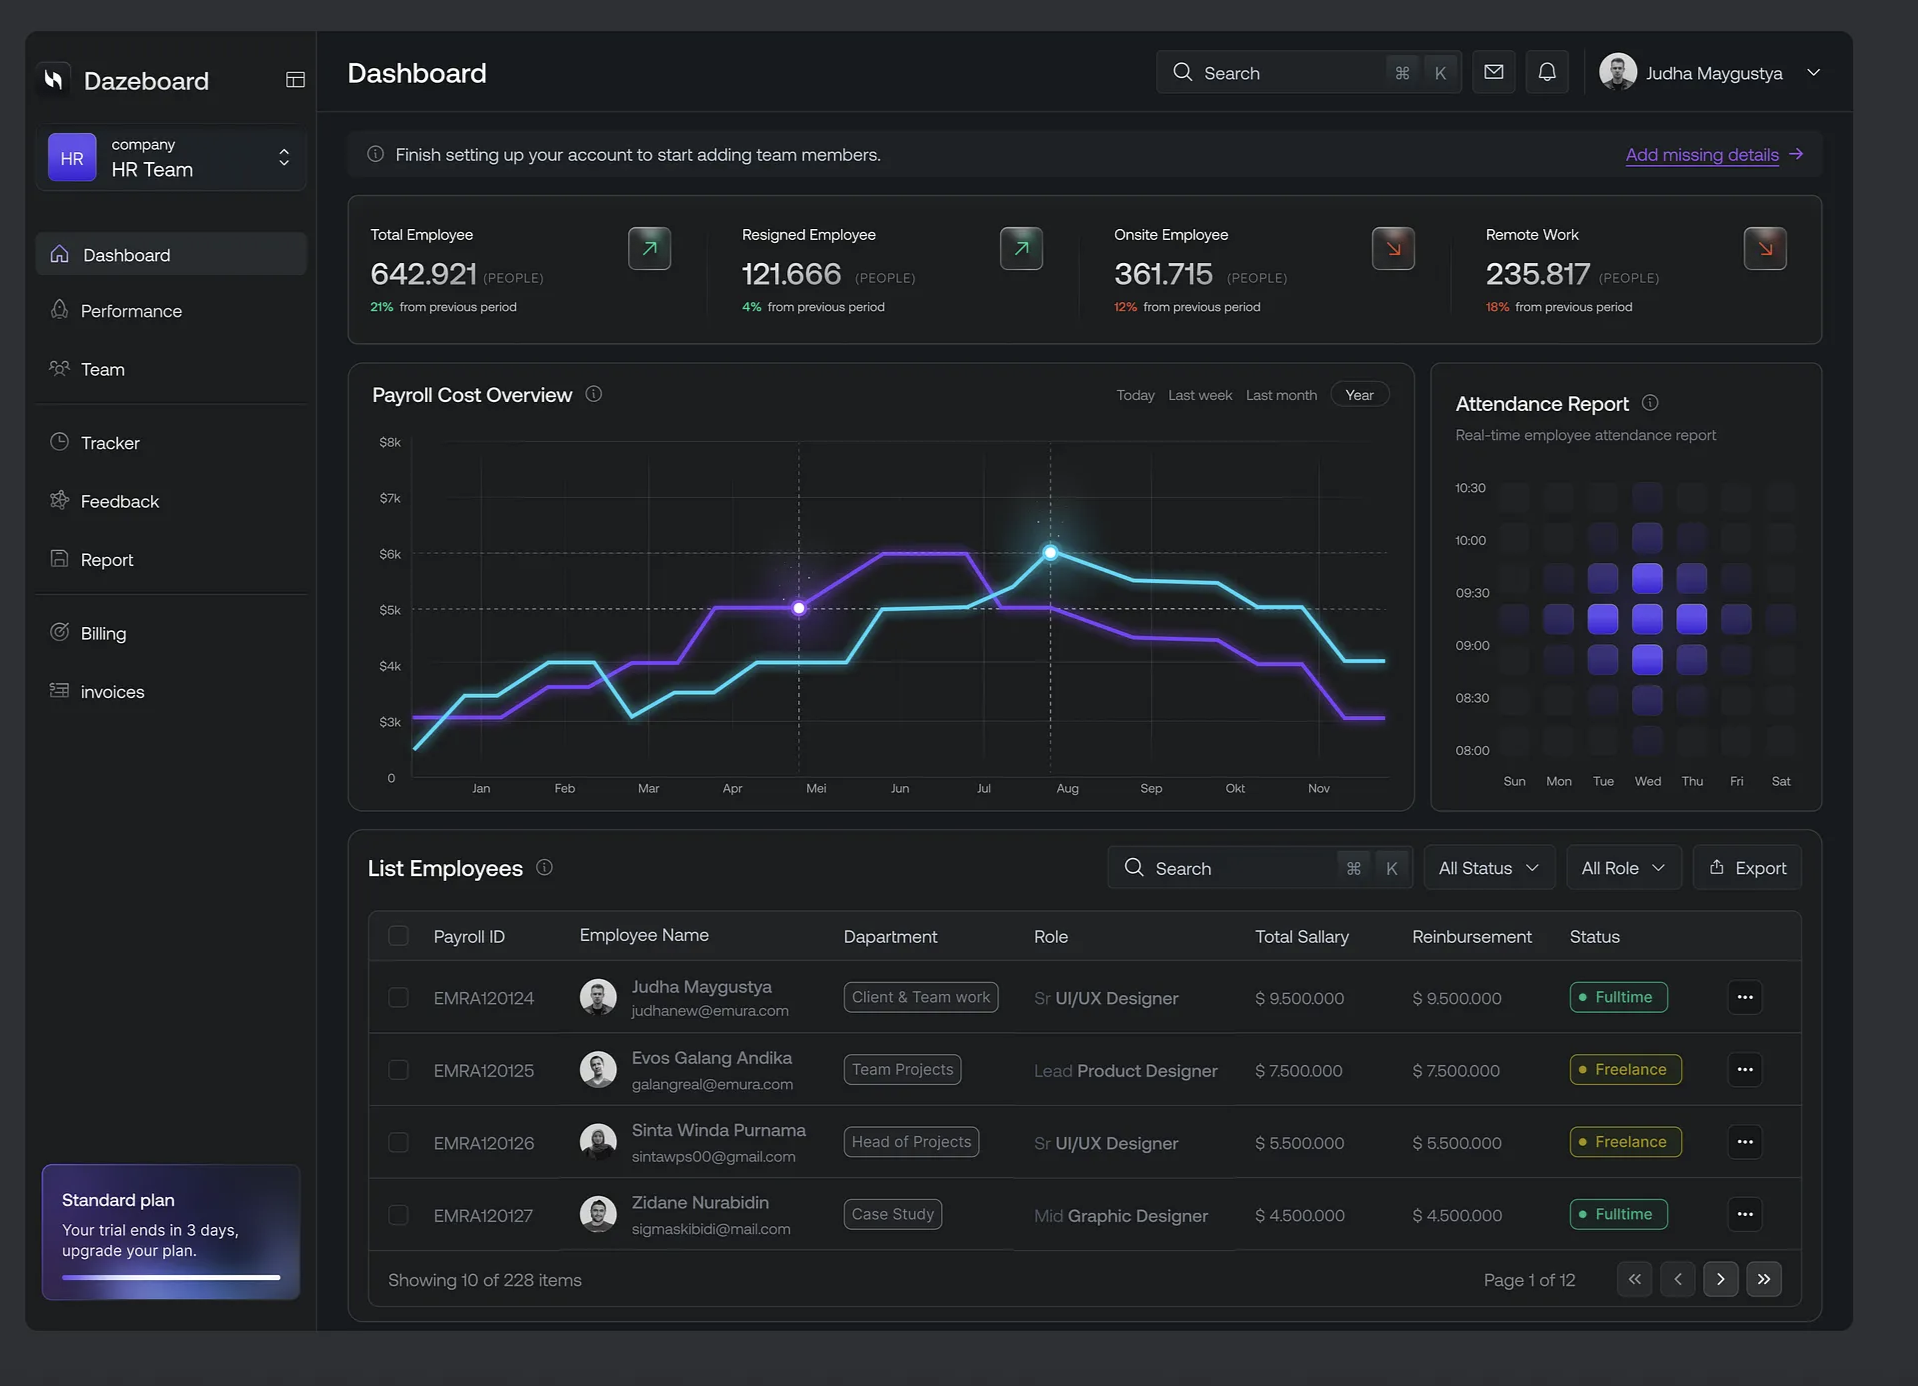 Dazeboard
HR
company
HR Team
Dashboard
Performance
Team
Tracker
Feedback
Report
Billing
invoices
Standard plan
Your trial ends in 3 days,
upgrade your plan.
Dashboard
Search ⌘ K
Judha Maygustya
Finish setting up your account to start adding team members.
Add missing details →
Total Employee
642.921 (PEOPLE)
21% from previous period
Resigned Employee
121.666 (PEOPLE)
4% from previous period
Onsite Employee
361.715 (PEOPLE)
12% from previous period
Remote Work
235.817 (PEOPLE)
18% from previous period
Payroll Cost Overview
Today Last week Last month Year
$8k
$7k
$6k
$5k
$4k
$3k
0
Jan Feb Mar Apr Mei Jun Jul Aug Sep Okt Nov
Attendance Report
Real-time employee attendance report
10:30
10:00
09:30
09:00
08:30
08:00
Sun Mon Tue Wed Thu Fri Sat
List Employees
Search ⌘ K
All Status
All Role
Export
Payroll ID Employee Name Dapartment Role Total Sallary Reinbursement Status
EMRA120124 Judha Maygustya Client & Team work Sr UI/UX Designer $ 9.500.000 $ 9.500.000 Fulltime
judhanew@emura.com
EMRA120125 Evos Galang Andika Team Projects Lead Product Designer $ 7.500.000 $ 7.500.000 Freelance
galangreal@emura.com
EMRA120126 Sinta Winda Purnama Head of Projects Sr UI/UX Designer $ 5.500.000 $ 5.500.000 Freelance
sintawps00@gmail.com
EMRA120127 Zidane Nurabidin Case Study Mid Graphic Designer $ 4.500.000 $ 4.500.000 Fulltime
sigmaskibidi@mail.com
Showing 10 of 228 items
Page 1 of 12